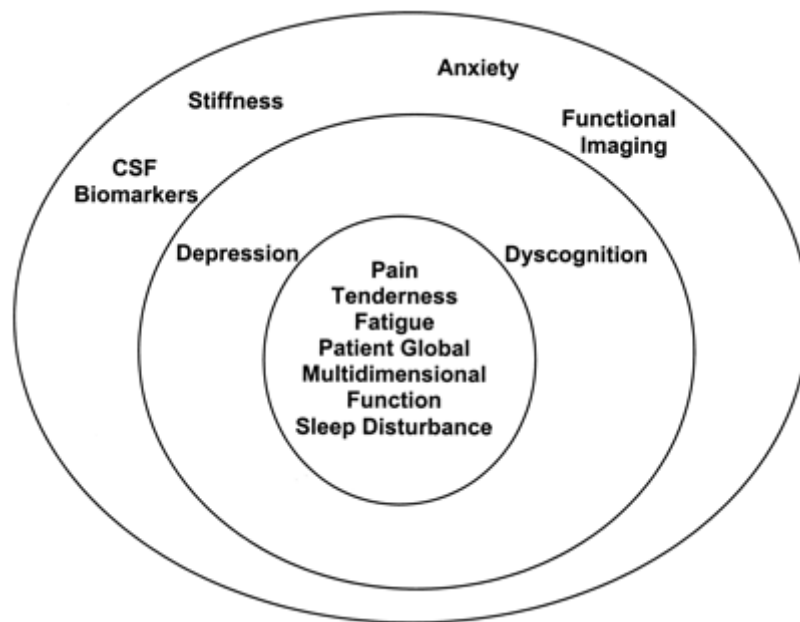 Anxiety
Stiffness
Functional
Imaging
CSF
Biomarkers
Depression
Dyscognition
Pain
Tenderness
Fatigue
Patient Global
Multidimensional
Function
Sleep Disturbance